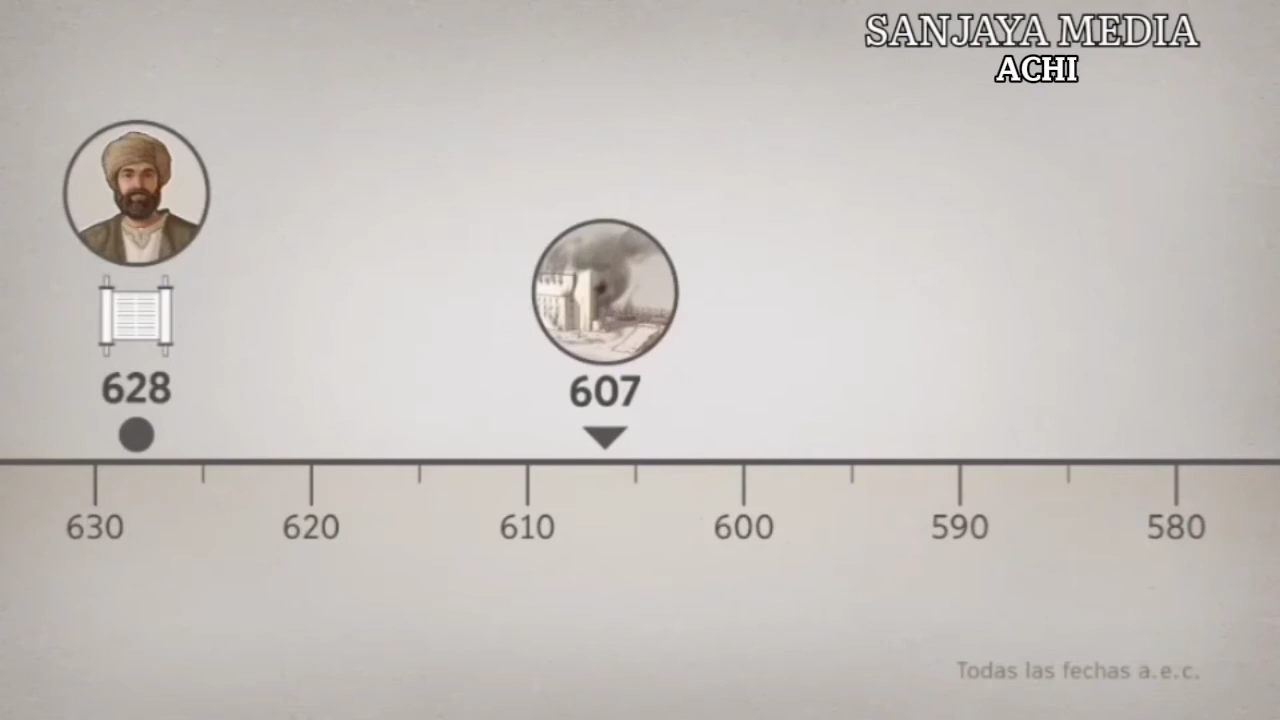 SANJAYA MEDIA
ACHI
628
607
630 620 610 600 590 580
Todas las fechas a.e.c.